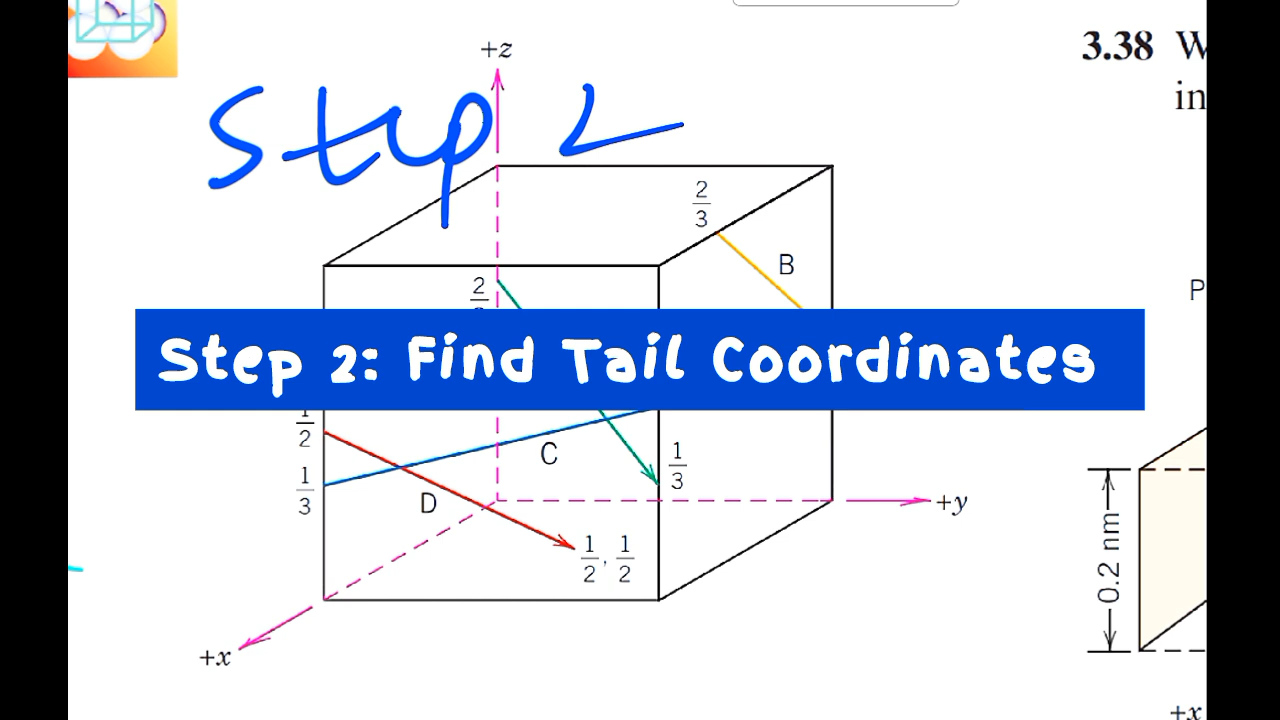 +z
3.38 W
in
Step 2
2
3
B
2
P
Step 2: Find Tail Coordinates
1
2
C
1
3
1
3
D
+y
1
2
,
1
2
0.2 nm
+x
+x